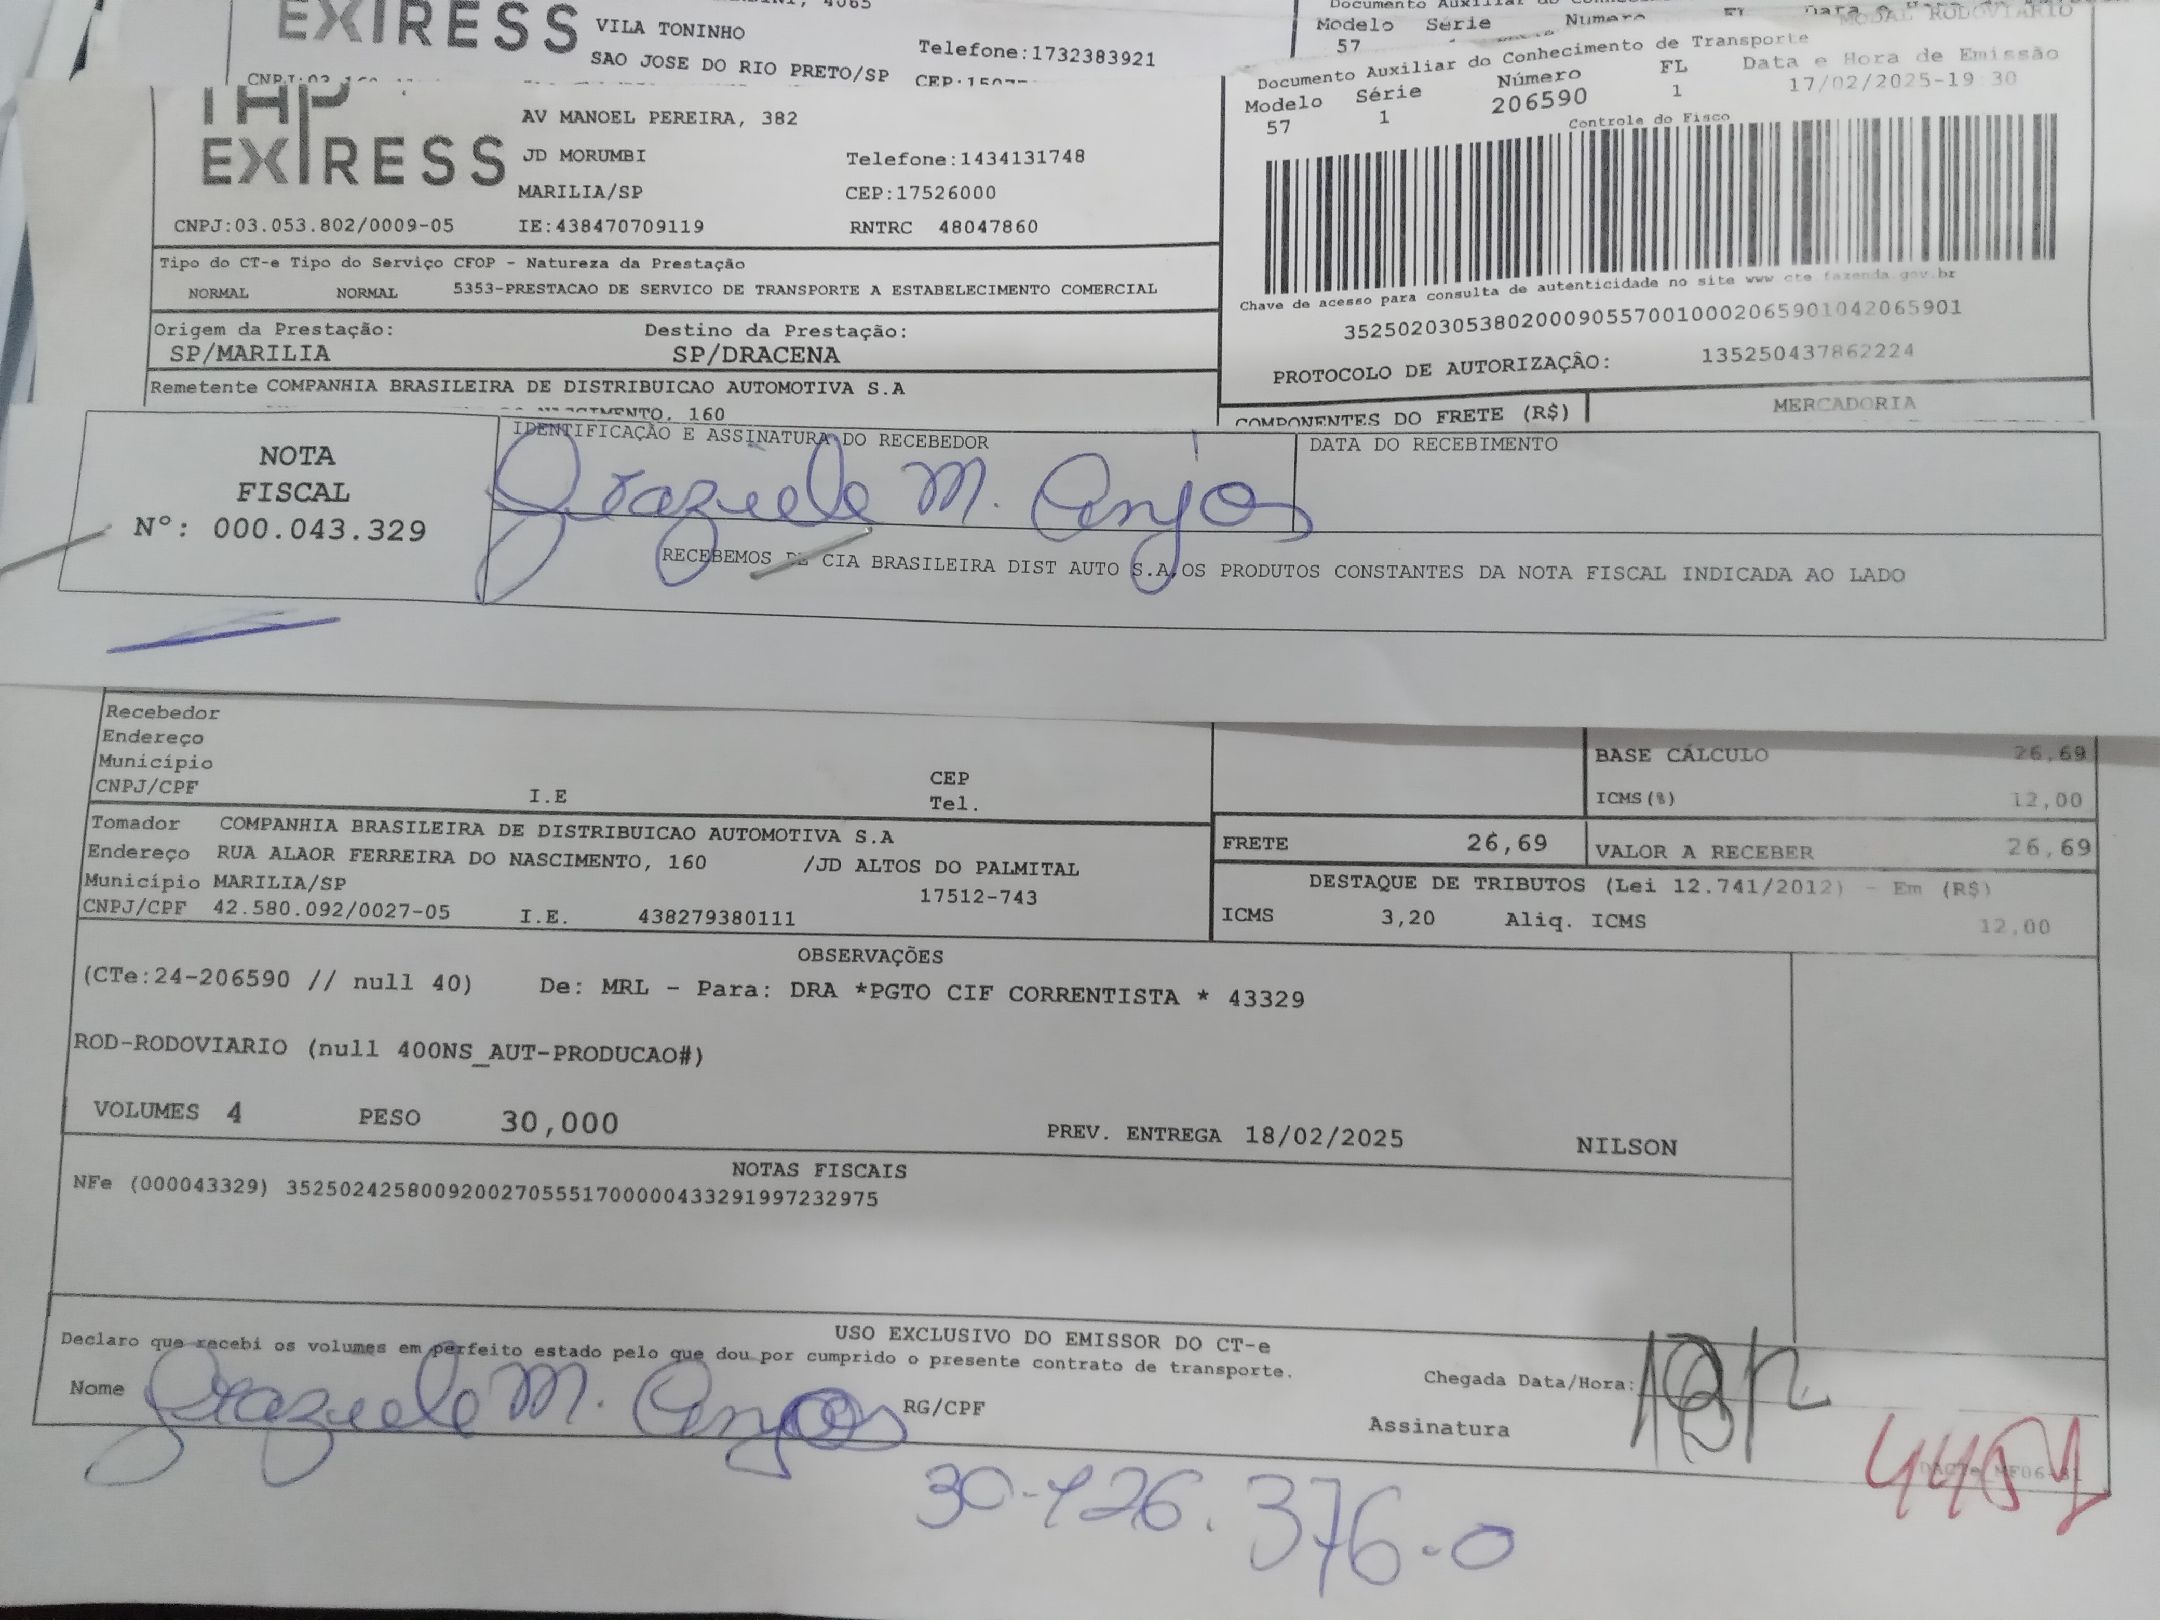 EXPRESS
VILA TONINHO
SAO JOSE DO RIO PRETO/SP
Telefone:1732383921
Modelo Série
57
MODAL RODOVIARIO
TAP
EXPRESS
AV MANOEL PEREIRA, 382
JD MORUMBI
Telefone:1434131748
MARILIA/SP
CEP:17526000
CNPJ:03.053.802/0009-05 IE:438470709119 RNTRC 48047860
Documento Auxiliar do Conhecimento de Transporte
Modelo Série Número FL Data e Hora de Emissão
57 1 206590 1 17/02/2025-19 30
Controle do Fisco
Chave de acesso para consulta de autenticidade no site www cte fazenda.gov.br
35250203053802000905570010002065901042065901
PROTOCOLO DE AUTORIZAÇÃO: 135250437862224
Tipo do CT-e Tipo do Serviço CFOP - Natureza da Prestação
NORMAL NORMAL 5353-PRESTACAO DE SERVICO DE TRANSPORTE A ESTABELECIMENTO COMERCIAL
Origem da Prestação: Destino da Prestação:
SP/MARILIA SP/DRACENA
Remetente COMPANHIA BRASILEIRA DE DISTRIBUICAO AUTOMOTIVA S.A
160
COMPONENTES DO FRETE (R$) MERCADORIA
NOTA
FISCAL
N°: 000.043.329
IDENTIFICAÇÃO E ASSINATURA DO RECEBEDOR
DATA DO RECEBIMENTO
Graziele M. Anjos
RECEBEMOS DE CIA BRASILEIRA DIST AUTO S.A,OS PRODUTOS CONSTANTES DA NOTA FISCAL INDICADA AO LADO
Recebedor
Endereço
Município
CEP
CNPJ/CPF I.E Tel.
BASE CÁLCULO 26,69
ICMS(%) 12,00
Tomador COMPANHIA BRASILEIRA DE DISTRIBUICAO AUTOMOTIVA S.A
Endereço RUA ALAOR FERREIRA DO NASCIMENTO, 160 /JD ALTOS DO PALMITAL
Município MARILIA/SP 17512-743
CNPJ/CPF 42.580.092/0027-05 I.E. 438279380111
FRETE 26,69 VALOR A RECEBER 26,69
DESTAQUE DE TRIBUTOS (Lei 12.741/2012) - Em (R$)
ICMS 3,20 Aliq. ICMS 12,00
OBSERVAÇÕES
(CTe:24-206590 // null 40) De: MRL - Para: DRA *PGTO CIF CORRENTISTA * 43329
ROD-RODOVIARIO (null 400NS_AUT-PRODUCAO#)
VOLUMES 4 PESO 30,000 PREV. ENTREGA 18/02/2025 NILSON
NOTAS FISCAIS
NFe (000043329) 35250242580092002705551700000433291997232975
USO EXCLUSIVO DO EMISSOR DO CT-e
Declaro que recebi os volumes em perfeito estado pelo que dou por cumprido o presente contrato de transporte.
Nome Graziele M. Anjos RG/CPF
Chegada Data/Hora:
Assinatura
30.426.376-0